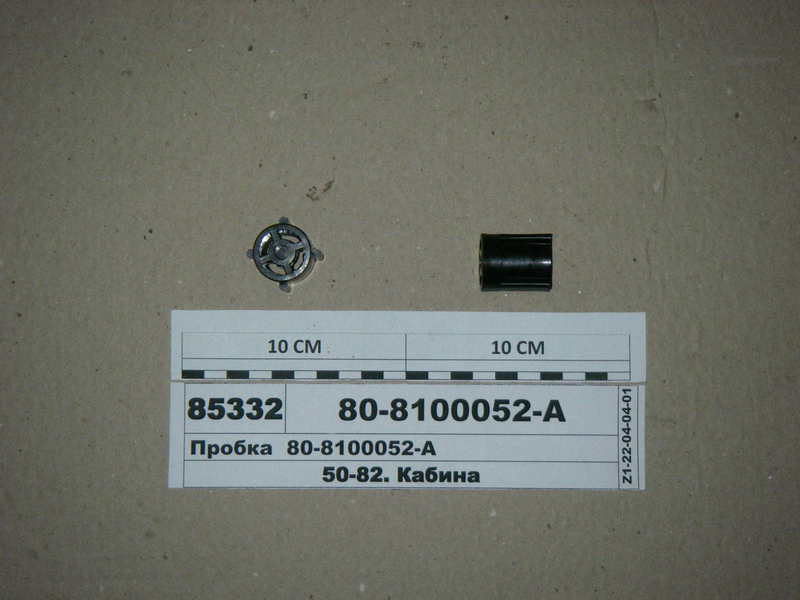 10 CM 10 CM
85332 80-8100052-А
Пробка 80-8100052-А
50-82. Кабина
Z1-22-04-04-01